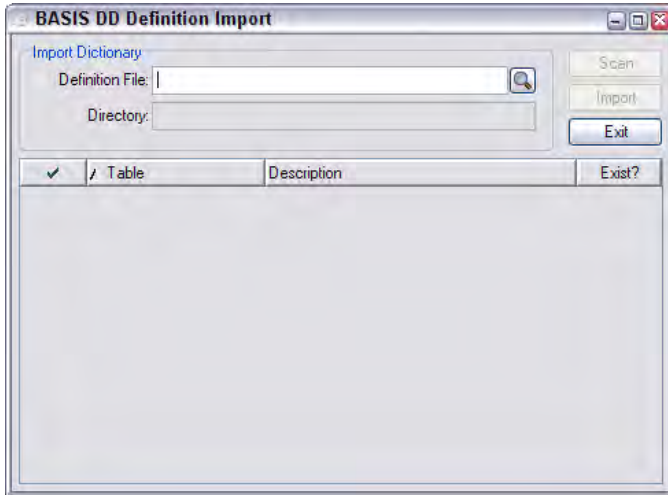 BASIS DD Definition Import
Import Dictionary
Definition File:
Directory:
Scan
Import
Exit
Table Description Exist?